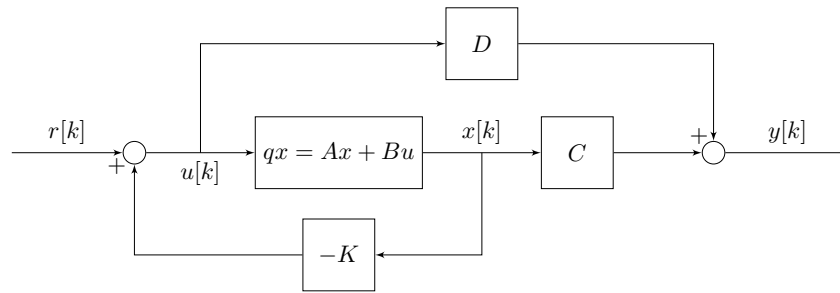 D
r[k]
+
u[k]
qx = Ax + Bu
x[k]
C
+
y[k]
−K